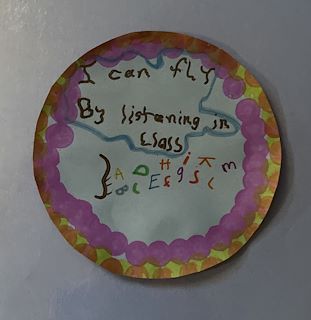 I can fly
By listening in
class